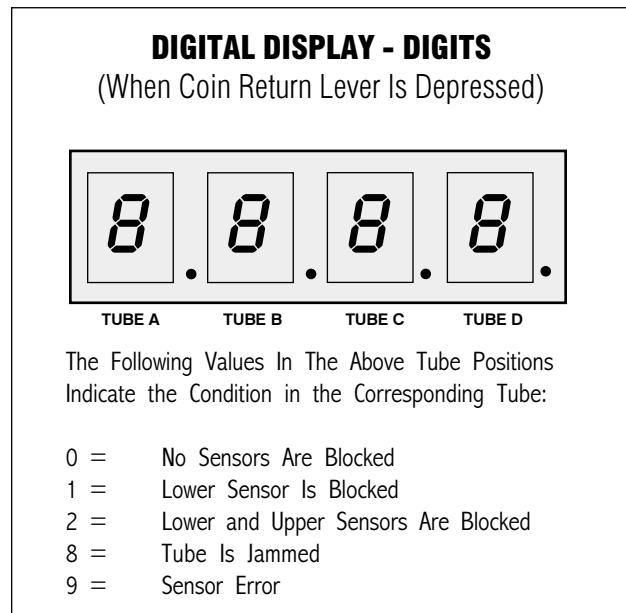 DIGITAL DISPLAY - DIGITS
(When Coin Return Lever Is Depressed)
8. 8. 8. 8.
TUBE A TUBE B TUBE C TUBE D
The Following Values In The Above Tube Positions
Indicate the Condition in the Corresponding Tube:
0 = No Sensors Are Blocked
1 = Lower Sensor Is Blocked
2 = Lower and Upper Sensors Are Blocked
8 = Tube Is Jammed
9 = Sensor Error